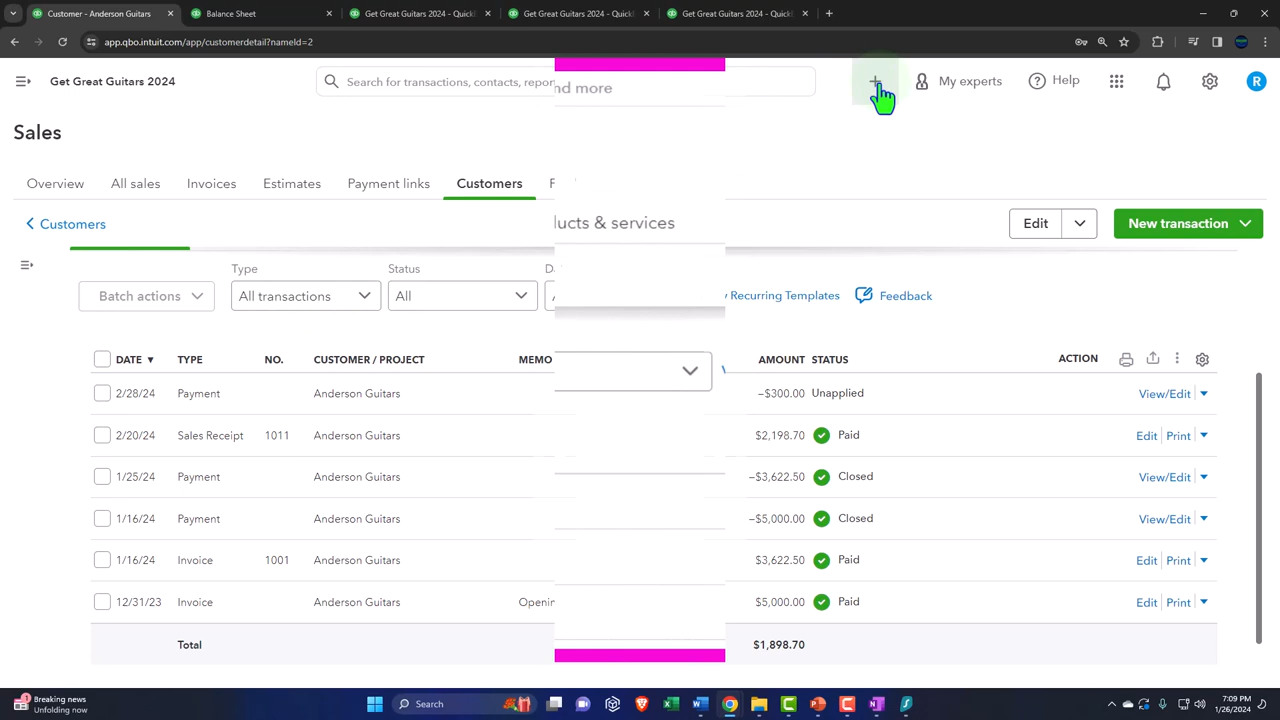 Customers
Balance Sheet
Get Great Guitars 2024 - Quick
Get Great Guitars 2024 - Quick
Get Great Guitars 2024 - Quick
app.qbo.intuit.com/app/customerdetail?nameId=2
Get Great Guitars 2024
Search for transactions, contacts, repor
nd more
My experts
Help
R
Sales
Overview
All sales
Invoices
Estimates
Payment links
Customers
Customers
ducts & services
Edit
New transaction
Type
Status
Batch actions
All transactions
All
Recurring Templates
Feedback
DATE ▼ TYPE NO. CUSTOMER / PROJECT MEMO AMOUNT STATUS ACTION
2/28/24 Payment Anderson Guitars −$300.00 Unapplied View/Edit
2/20/24 Sales Receipt 1011 Anderson Guitars $2,198.70 Paid Edit Print
1/25/24 Payment Anderson Guitars −$3,622.50 Closed View/Edit
1/16/24 Payment Anderson Guitars −$5,000.00 Closed View/Edit
1/16/24 Invoice 1001 Anderson Guitars $3,622.50 Paid Edit Print
12/31/23 Invoice Anderson Guitars Openin $5,000.00 Paid Edit Print
Total $1,898.70
Breaking news
Unfolding now
Search
7:09 PM
1/26/2024